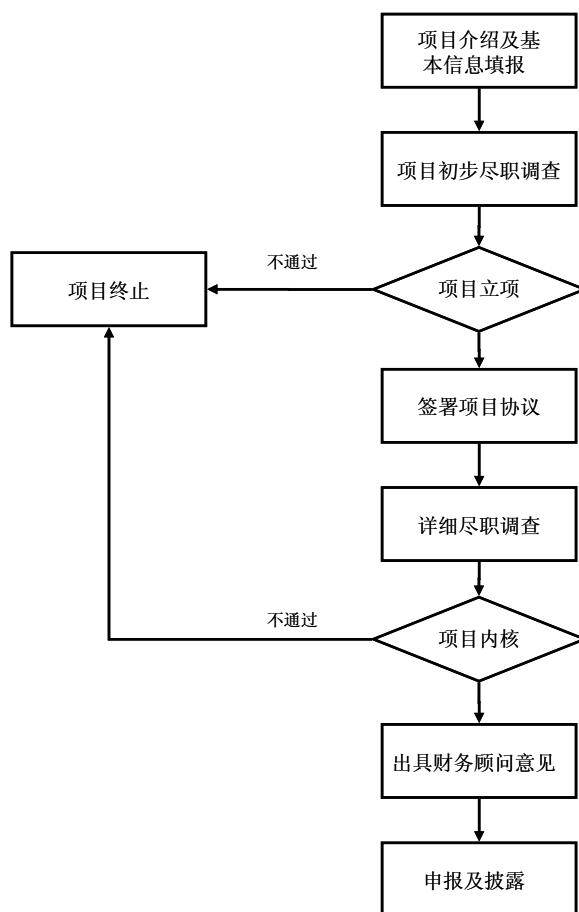 项目介绍及基
本信息填报
项目初步尽职调查
不通过
项目终止
项目立项
签署项目协议
详细尽职调查
不通过
项目内核
出具财务顾问意见
申报及披露